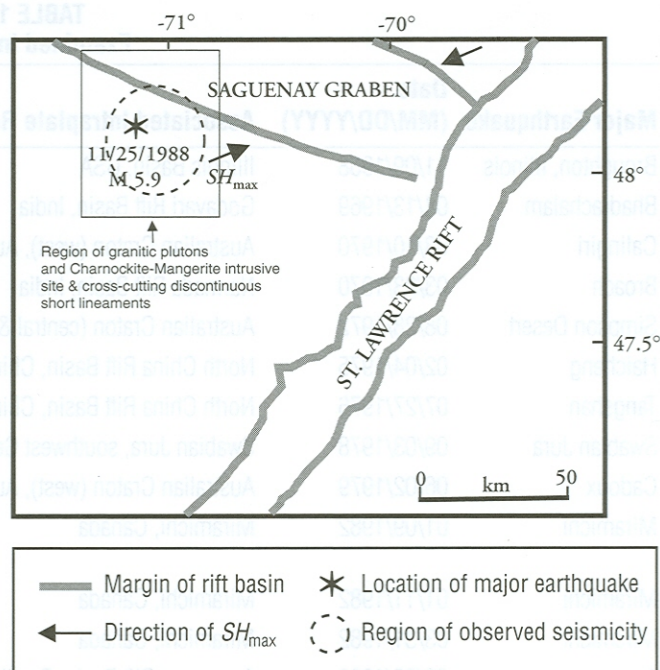 -71°
-70°
SAGUENAY GRABEN
11/25/1988
M 5.9
SHmax
48°
Region of granitic plutons
and Charnockite-Mangerite intrusive
site & cross-cutting discontinuous
short lineaments
ST. LAWRENCE RIFT
47.5°
0 km 50
Margin of rift basin
Location of major earthquake
Direction of SHmax
Region of observed seismicity